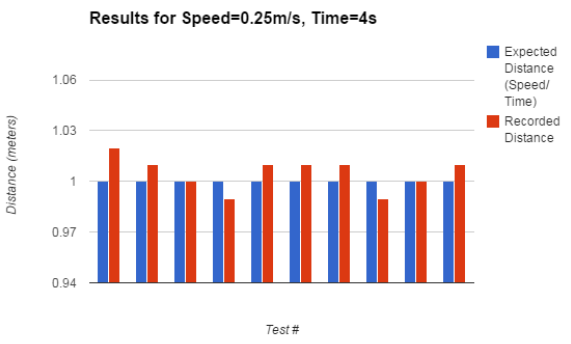 Results for Speed=0.25m/s, Time=4s
Expected
Distance
(Speed/
Time)
Recorded
Distance
Distance (meters)
1.06
1.03
1
0.97
0.94
Test #